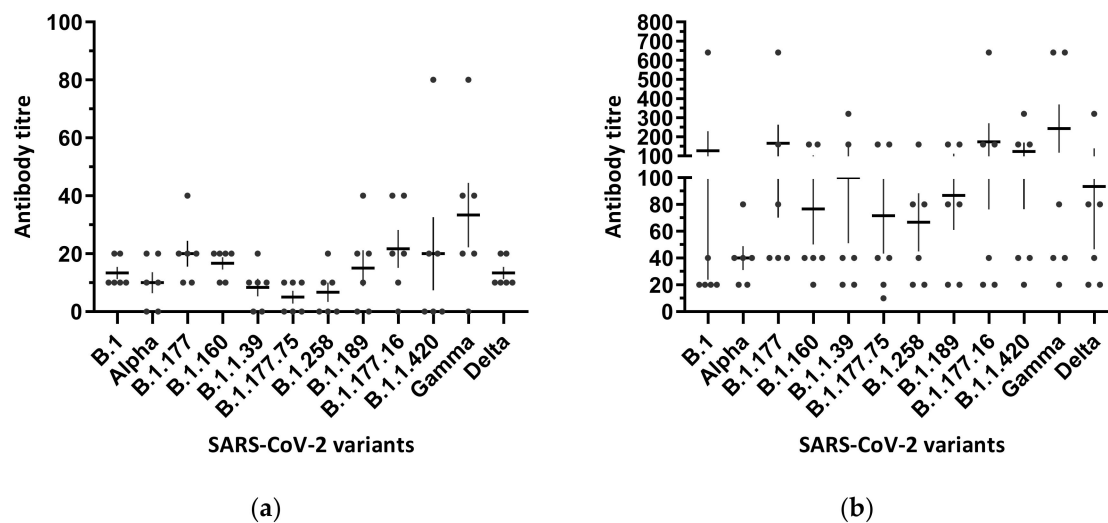 Antibody titre
100
80
60
40
20
0
B.1
Alpha
B.1.177
B.1.160
B.1.1.39
B.1.177.75
B.1.258
B.1.189
B.1.177.16
B.1.1.420
Gamma
Delta
SARS-CoV-2 variants
(a)
Antibody titre
800
700
600
500
400
300
200
100
100
80
60
40
20
0
B.1
Alpha
B.1.177
B.1.160
B.1.1.39
B.1.177.75
B.1.258
B.1.189
B.1.177.16
B.1.1.420
Gamma
Delta
SARS-CoV-2 variants
(b)